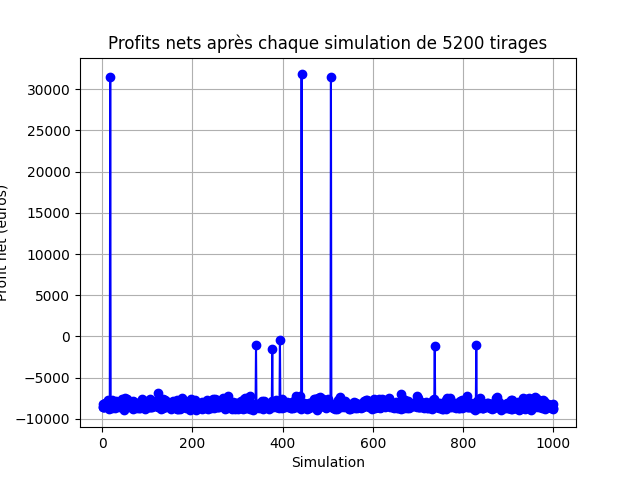 Profits nets après chaque simulation de 5200 tirages
Profit net (euros)
30000
25000
20000
15000
10000
5000
0
−5000
−10000
0 200 400 600 800 1000
Simulation